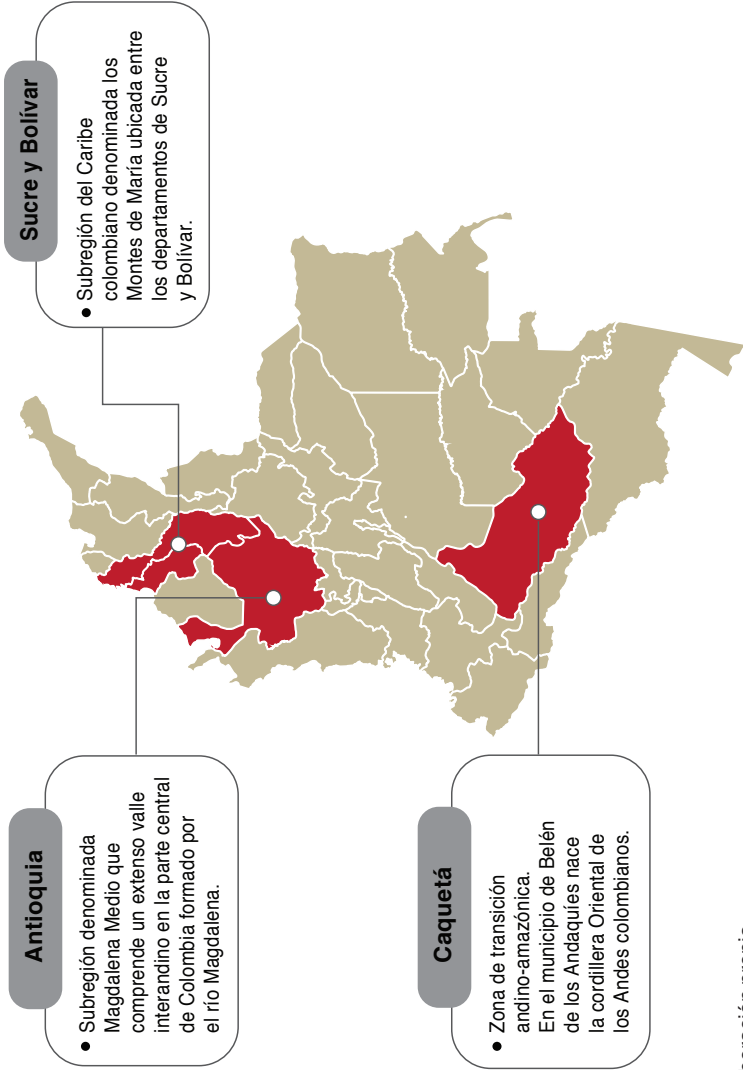 Antioquia
• Subregión denominada
Magdalena Medio que
comprende un extenso valle
interandino en la parte central
de Colombia formado por
el río Magdalena.
Sucre y Bolívar
• Subregión del Caribe
colombiano denominada los
Montes de María ubicada entre
los departamentos de Sucre
y Bolívar.
Caquetá
• Zona de transición
andino-amazónica.
En el municipio de Belén
de los Andaquíes nace
la cordillera Oriental de
los Andes colombianos.